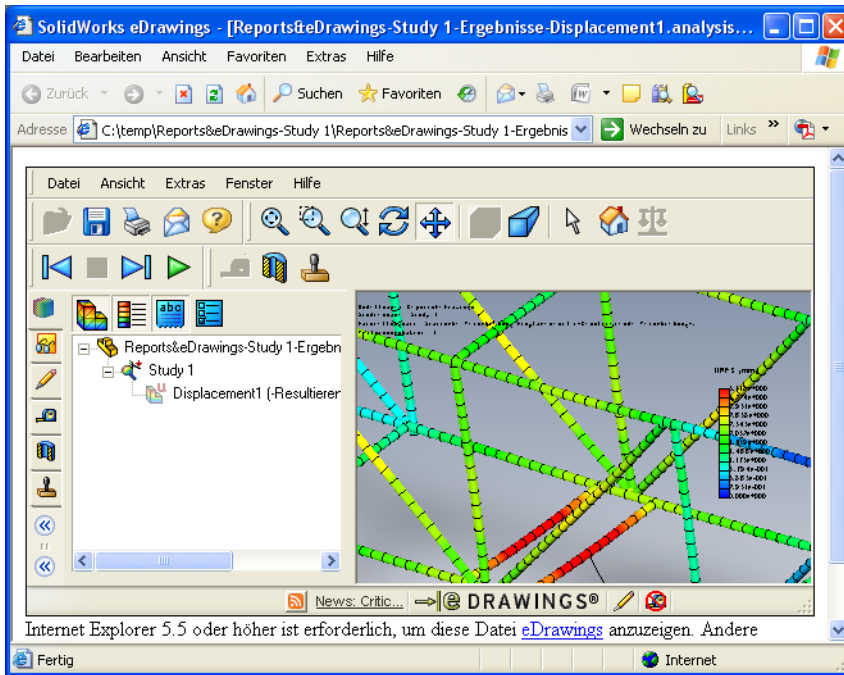 SolidWorks eDrawings - [Reports&eDrawings-Study 1-Ergebnisse-Displacement1.analysis...
Datei Bearbeiten Ansicht Favoriten Extras Hilfe
Zurück Suchen Favoriten
Adresse C:\temp\Reports&eDrawings-Study 1\Reports&eDrawings-Study 1-Ergebnis Wechseln zu Links »
Datei Ansicht Extras Fenster Hilfe
abc
Reports&eDrawings-Study 1-Ergebn
Study 1
Displacement1 (-Resultierer
News: Critic... e DRAWINGS®
Internet Explorer 5.5 oder höher ist erforderlich, um diese Datei eDrawings anzuzeigen. Andere
Fertig Internet